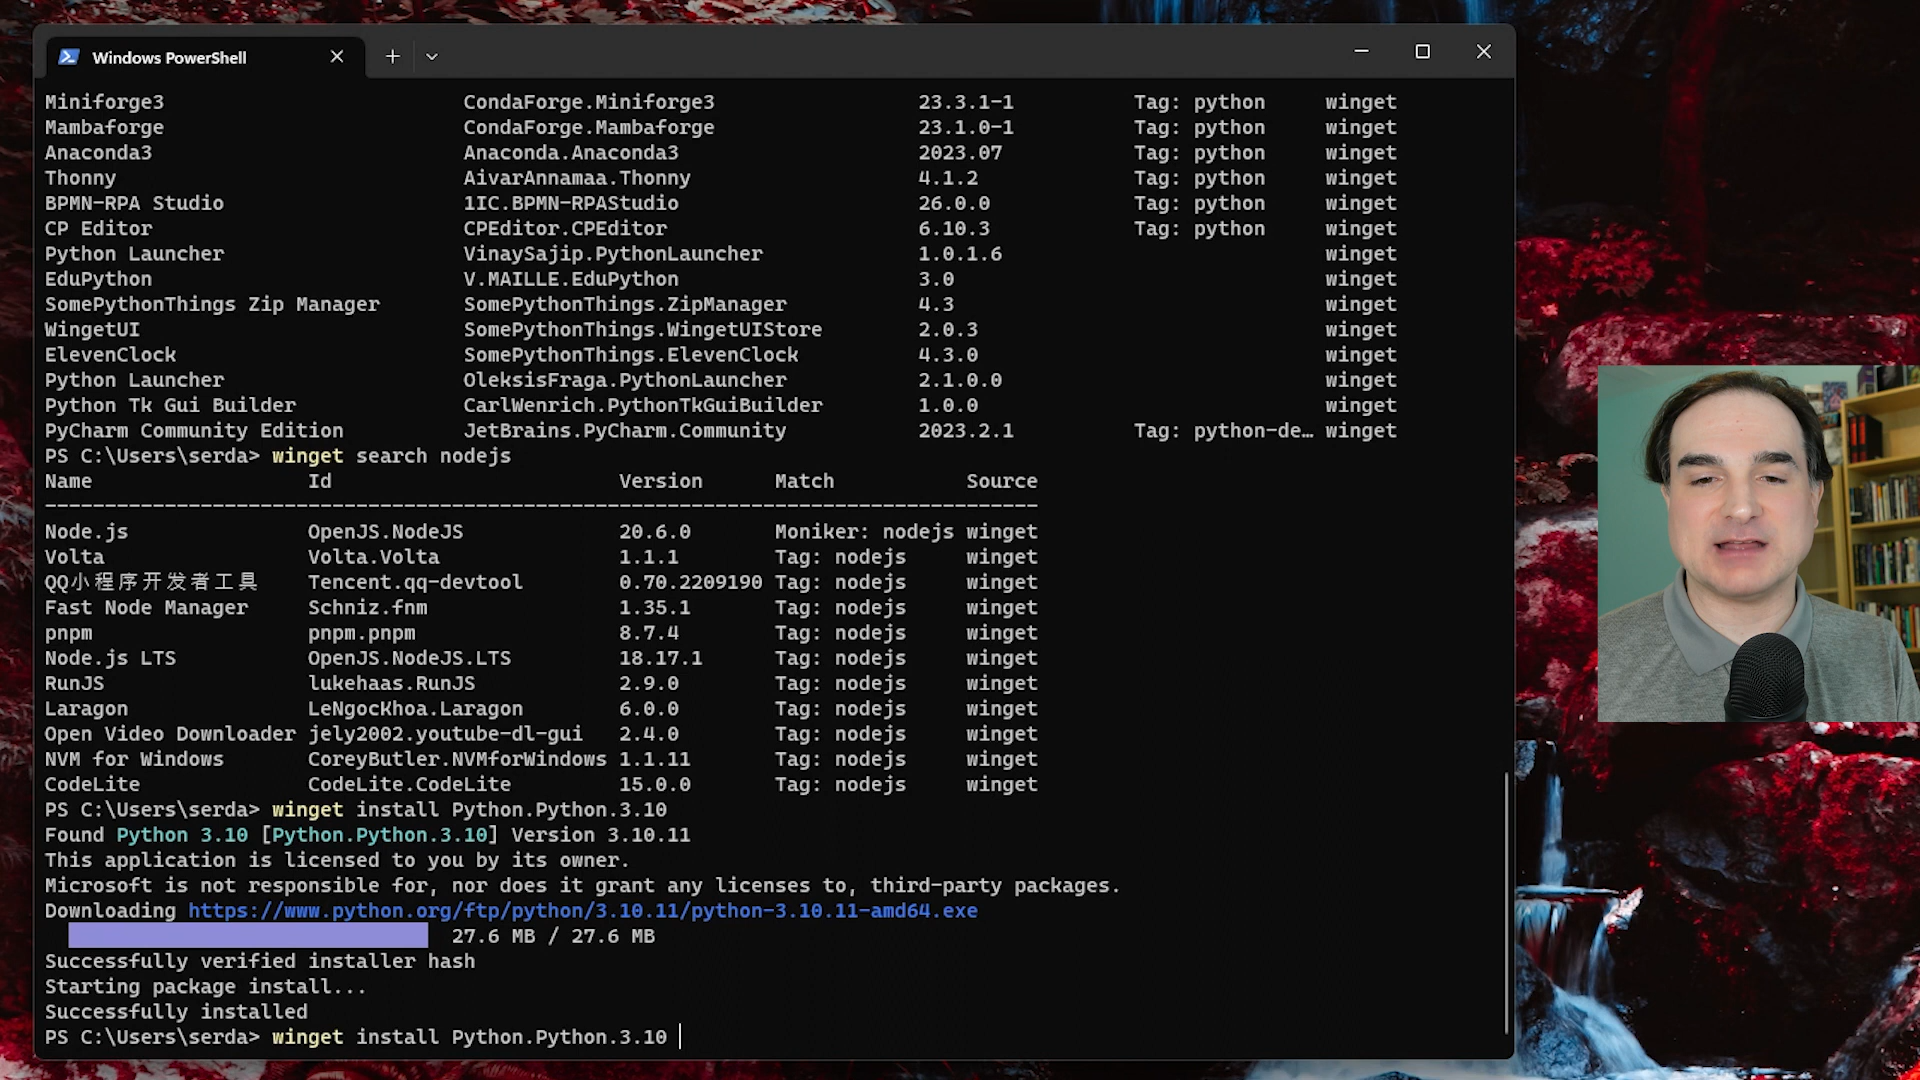 Windows PowerShell
Miniforge3 CondaForge.Miniforge3 23.3.1-1 Tag: python winget
Mambaforge CondaForge.Mambaforge 23.1.0-1 Tag: python winget
Anaconda3 Anaconda.Anaconda3 2023.07 Tag: python winget
Thonny AivarAnnamaa.Thonny 4.1.2 Tag: python winget
BPMN-RPA Studio 1IC.BPMN-RPAStudio 26.0.0 Tag: python winget
CP Editor CPEditor.CPEditor 6.10.3 Tag: python winget
Python Launcher VinaySajip.PythonLauncher 1.0.1.6 winget
EduPython V.MAILLE.EduPython 3.0 winget
SomePythonThings Zip Manager SomePythonThings.ZipManager 4.3 winget
WingetUI SomePythonThings.WingetUIStore 2.0.3 winget
ElevenClock SomePythonThings.ElevenClock 4.3.0 winget
Python Launcher OleksisFraga.PythonLauncher 2.1.0.0 winget
Python Tk Gui Builder CarlWenrich.PythonTkGuiBuilder 1.0.0 winget
PyCharm Community Edition JetBrains.PyCharm.Community 2023.2.1 Tag: python-de… winget
PS C:\Users\serda> winget search nodejs
Name Id Version Match Source
--------------------------------------------------------------------------------
Node.js OpenJS.NodeJS 20.6.0 Moniker: nodejs winget
Volta Volta.Volta 1.1.1 Tag: nodejs winget
QQ小程序开发者工具 Tencent.qq-devtool 0.70.2209190 Tag: nodejs winget
Fast Node Manager Schniz.fnm 1.35.1 Tag: nodejs winget
pnpm pnpm.pnpm 8.7.4 Tag: nodejs winget
Node.js LTS OpenJS.NodeJS.LTS 18.17.1 Tag: nodejs winget
RunJS lukehaas.RunJS 2.9.0 Tag: nodejs winget
Laragon LeNgocKhoa.Laragon 6.0.0 Tag: nodejs winget
Open Video Downloader jely2002.youtube-dl-gui 2.4.0 Tag: nodejs winget
NVM for Windows CoreyButler.NVMforWindows 1.1.11 Tag: nodejs winget
CodeLite CodeLite.CodeLite 15.0.0 Tag: nodejs winget
PS C:\Users\serda> winget install Python.Python.3.10
Found Python 3.10 [Python.Python.3.10] Version 3.10.11
This application is licensed to you by its owner.
Microsoft is not responsible for, nor does it grant any licenses to, third-party packages.
Downloading https://www.python.org/ftp/python/3.10.11/python-3.10.11-amd64.exe
27.6 MB / 27.6 MB
Successfully verified installer hash
Starting package install...
Successfully installed
PS C:\Users\serda> winget install Python.Python.3.10